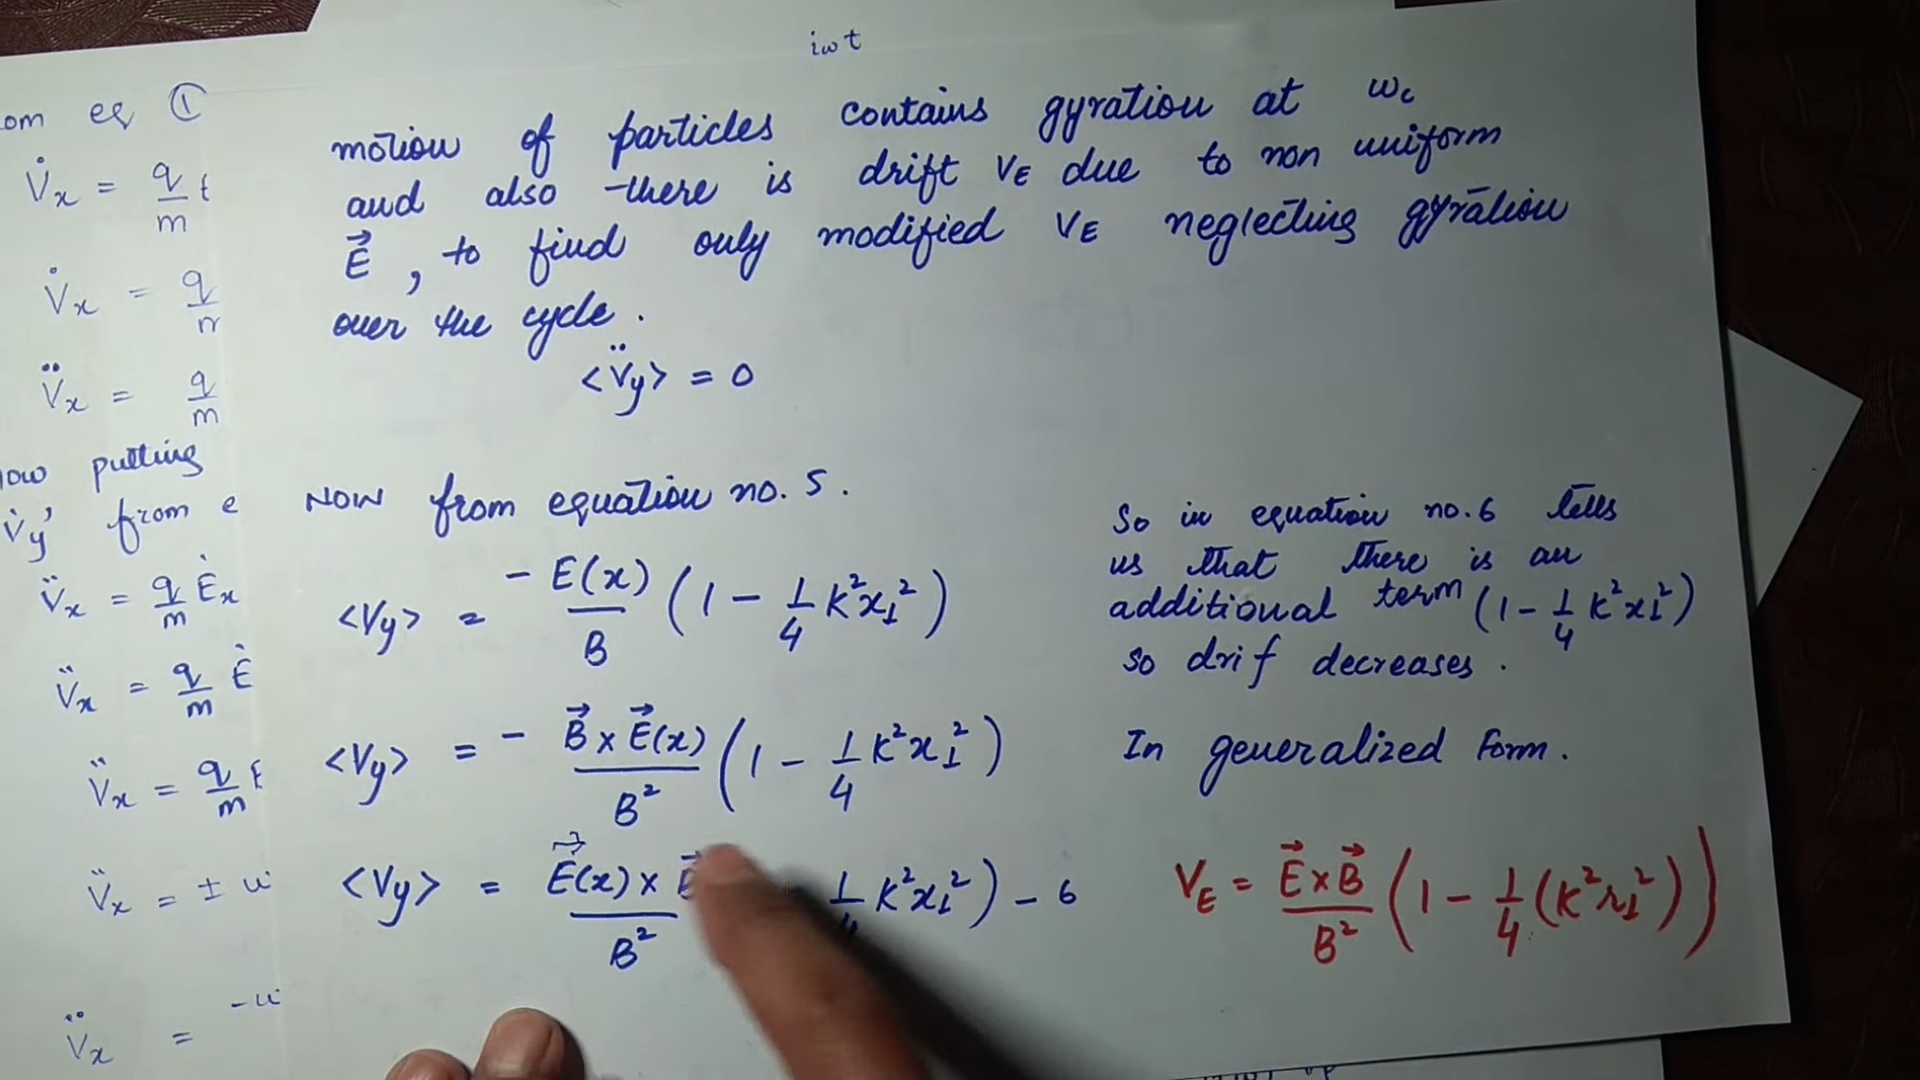 iωt
motion of particles contains gyration at ωc
and also there is drift VE due to non uniform
E⃗ , to find only modified VE neglecting gyration
over the cycle .
<V̈y> = 0
NOW from equation no. 5 .
<Vy> = - E(x)/B (1 - 1/4 K²x⊥²)
<Vy> = - B⃗ × E⃗(x)/B² (1 - 1/4 K²x⊥²)
<Vy> = E⃗(x) × B⃗/B² 1/4 K²x⊥²) - 6
So in equation no. 6 tells
us that there is an
additional term (1 - 1/4 K²x⊥²)
so drif decreases .
In generalized Form .
VE = E⃗ × B⃗/B² (1 - 1/4 (K²r⊥²))
om eq ①
V̇x = q/m E
V̇x = q
V̈x = q/m
now putting
V̇y' from e
V̈x = q/m Ėx
V̈x = q/m Ė
V̈x = q/m E
V̈x = ± ω
V̈x = -ω